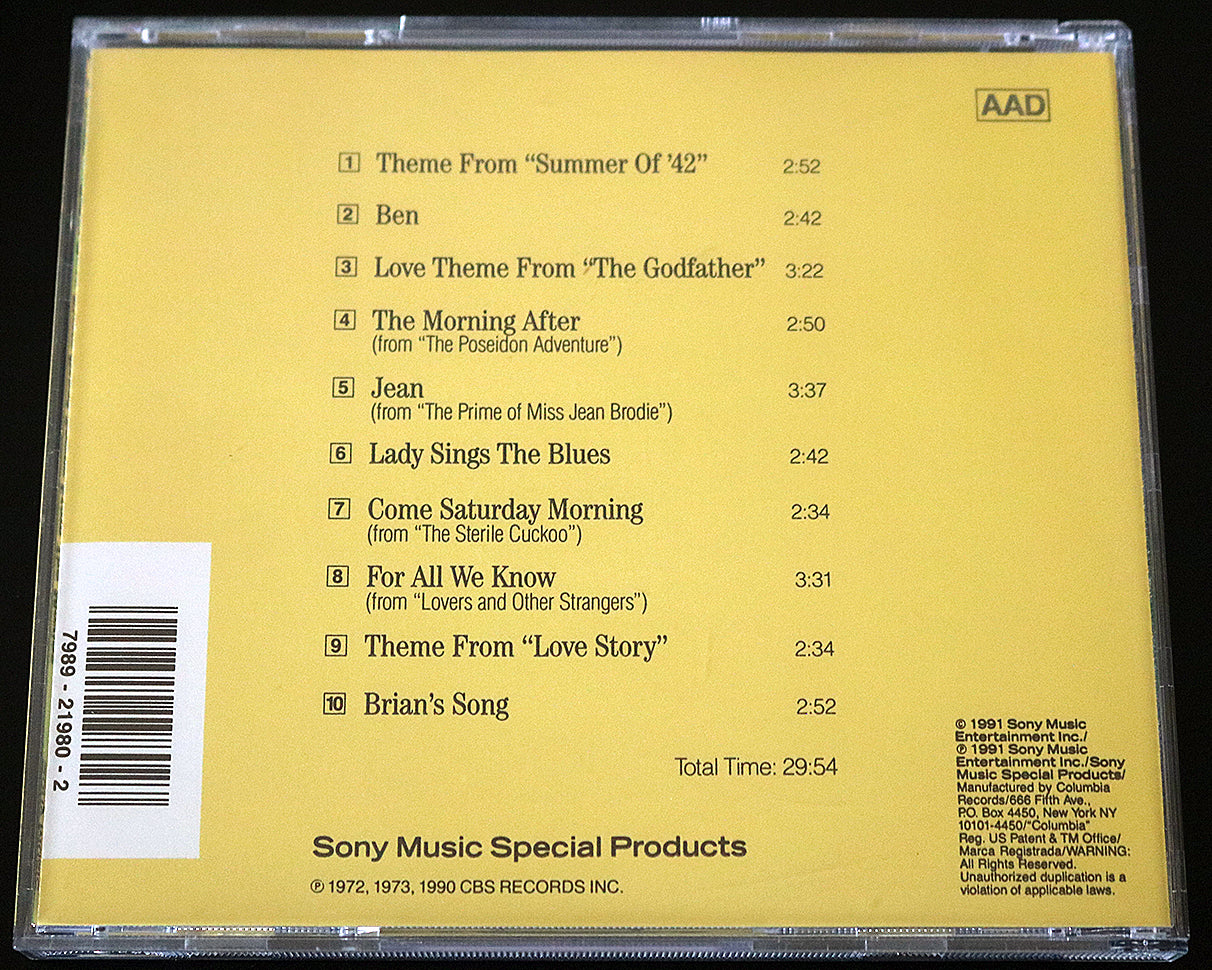 AAD
1 Theme From “Summer Of ’42” 2:52
2 Ben 2:42
3 Love Theme From “The Godfather” 3:22
4 The Morning After 2:50
(from “The Poseidon Adventure”)
5 Jean 3:37
(from “The Prime of Miss Jean Brodie”)
6 Lady Sings The Blues 2:42
7 Come Saturday Morning 2:34
(from “The Sterile Cuckoo”)
8 For All We Know 3:31
(from “Lovers and Other Strangers”)
9 Theme From “Love Story” 2:34
10 Brian’s Song 2:52
Total Time: 29:54
Sony Music Special Products
℗ 1972, 1973, 1990 CBS RECORDS INC.
7989 - 21980 - 2
© 1991 Sony Music
Entertainment Inc./
℗ 1991 Sony Music
Entertainment Inc./Sony
Music Special Products/
Manufactured by Columbia
Records/666 Fifth Ave.,
P.O. Box 4450, New York NY
10101-4450/“Columbia”
Reg. US Patent & TM Office/
Marca Registrada/WARNING:
All Rights Reserved.
Unauthorized duplication is a
violation of applicable laws.